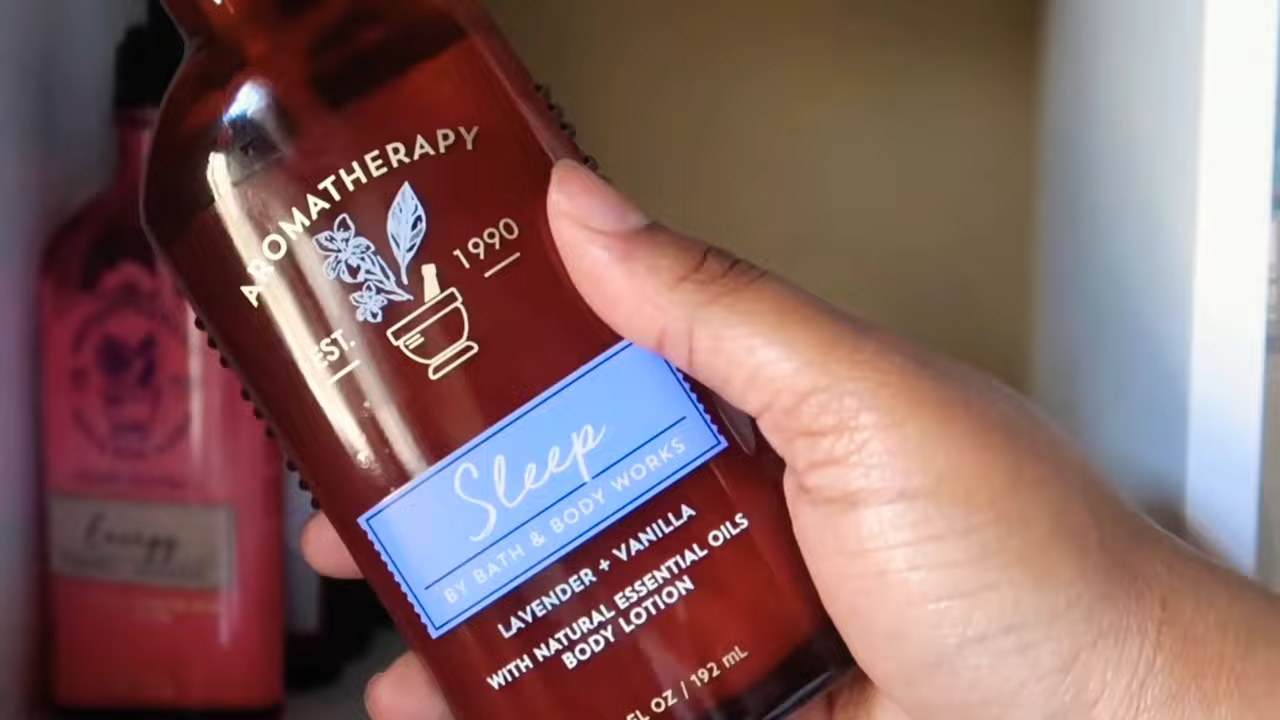 AROMATHERAPY
EST. 1990
Sleep
BY BATH & BODY WORKS
LAVENDER + VANILLA
WITH NATURAL ESSENTIAL OILS
BODY LOTION
FL OZ / 192 mL
Energy